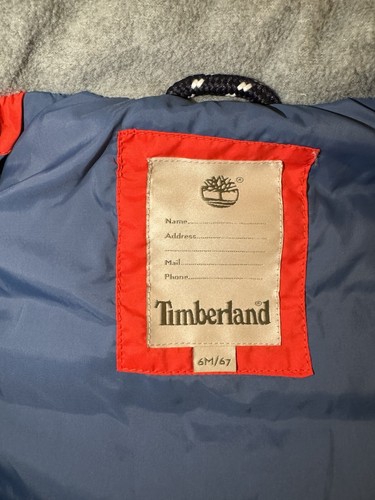 ®
Name....................
Address.................
............................
Mail......................
Phone...................
Timberland®
6M/67